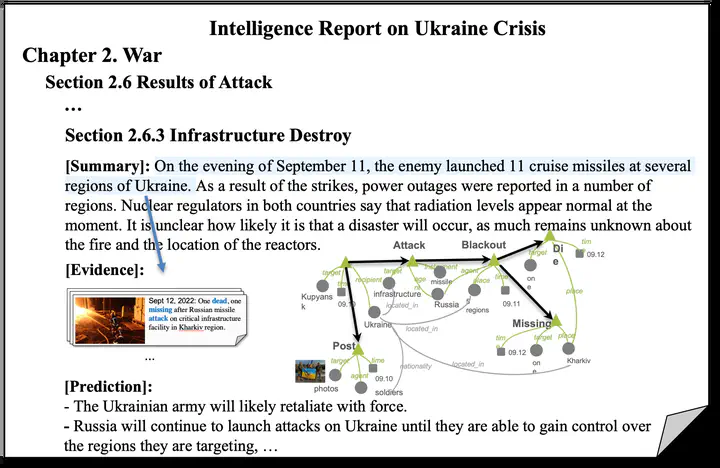 Intelligence Report on Ukraine Crisis
Chapter 2. War
Section 2.6 Results of Attack
…
Section 2.6.3 Infrastructure Destroy
[Summary]: On the evening of September 11, the enemy launched 11 cruise missiles at several
regions of Ukraine. As a result of the strikes, power outages were reported in a number of
regions. Nuclear regulators in both countries say that radiation levels appear normal at the
moment. It is unclear how likely it is that a disaster will occur, as much remains unknown about
the fire and the location of the reactors.
[Evidence]:
Sept 12, 2022: One dead, one
missing after Russian missile
attack on critical infrastructure
facility in Kharkiv region.
…
Attack
Blackout
Di
e
tim
09.12
target
target
recipient
target
agent
place
target
on
e
Kupyans
k
infrastructure
missile
Russia
regions
09.11
located_in
Ukraine
located_in
place
Missing
tim
e
09.12
target
place
on
e
Kharkiv
located_in
nationality
Post
target
time
agent
09.10
photos
soldiers
[Prediction]:
- The Ukrainian army will likely retaliate with force.
- Russia will continue to launch attacks on Ukraine until they are able to gain control over
the regions they are targeting, …